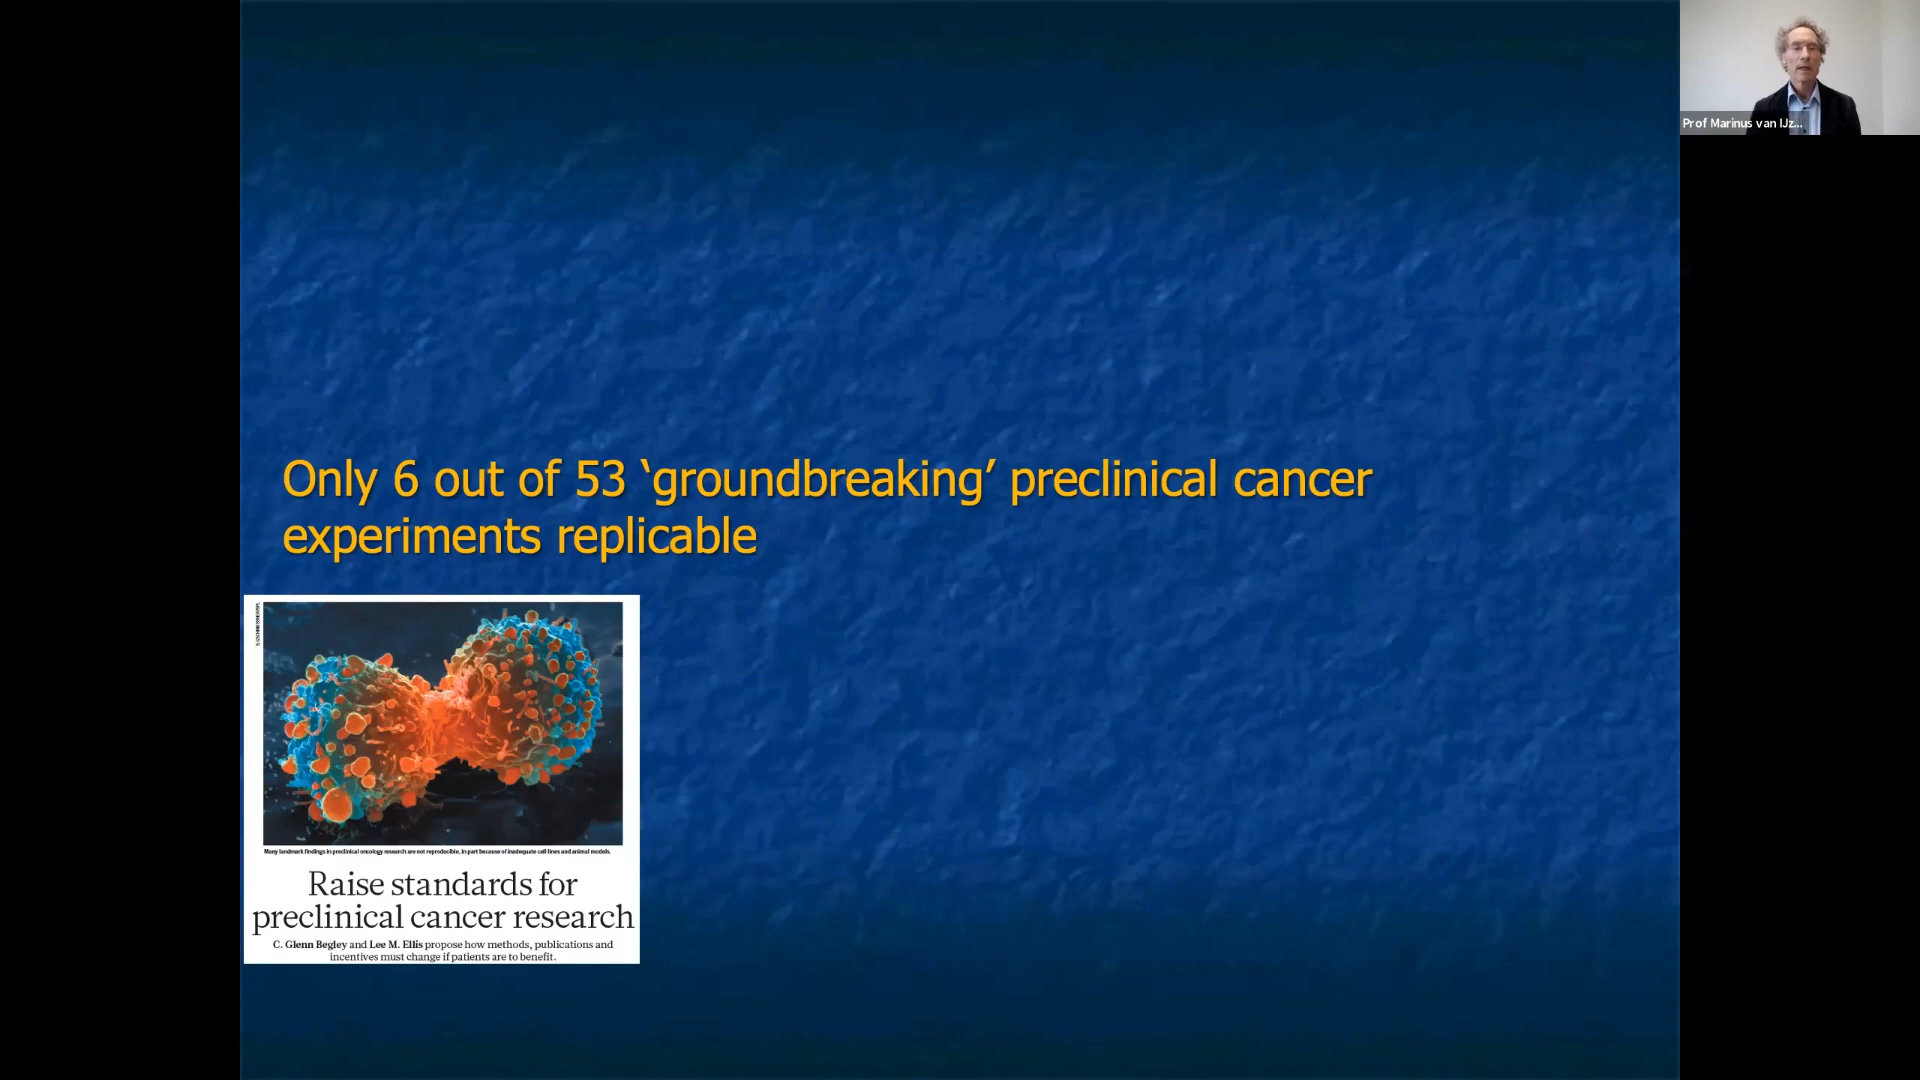 Prof Marinus van IJz...
Only 6 out of 53 ‘groundbreaking’ preclinical cancer
experiments replicable
Many landmark findings in preclinical oncology research are not reproducible, in part because of inadequate cell lines and animal models.
Raise standards for
preclinical cancer research
C. Glenn Begley and Lee M. Ellis propose how methods, publications and
incentives must change if patients are to benefit.